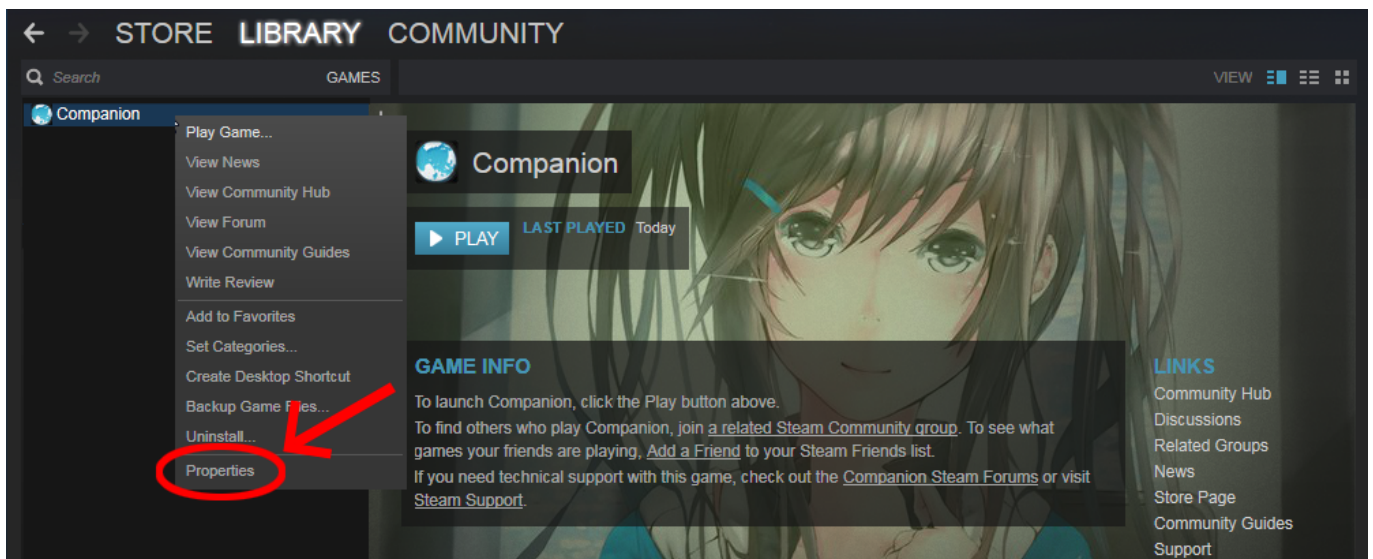 STORE LIBRARY COMMUNITY
Search GAMES VIEW
Companion
Play Game...
View News
View Community Hub
View Forum
View Community Guides
Write Review
Add to Favorites
Set Categories...
Create Desktop Shortcut
Backup Game Files...
Uninstall...
Properties
Companion
PLAY LAST PLAYED Today
GAME INFO
To launch Companion, click the Play button above.
To find others who play Companion, join a related Steam Community group. To see what
games your friends are playing, Add a Friend to your Steam Friends list.
If you need technical support with this game, check out the Companion Steam Forums or visit
Steam Support.
LINKS
Community Hub
Discussions
Related Groups
News
Store Page
Community Guides
Support